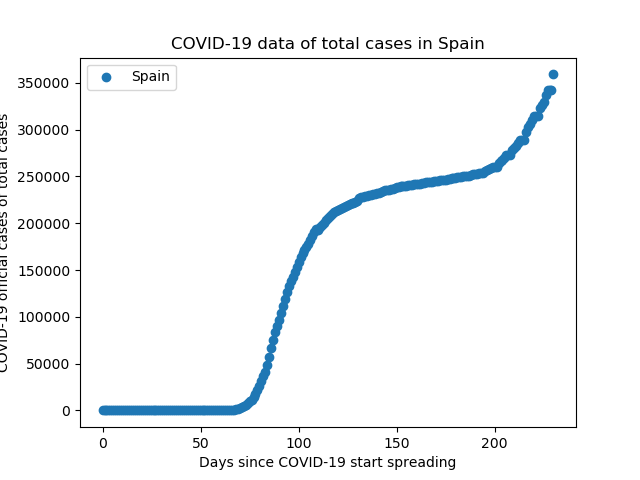 COVID-19 data of total cases in Spain
Spain
COVID-19 official cases of total cases
350000
300000
250000
200000
150000
100000
50000
0
0 50 100 150 200
Days since COVID-19 start spreading